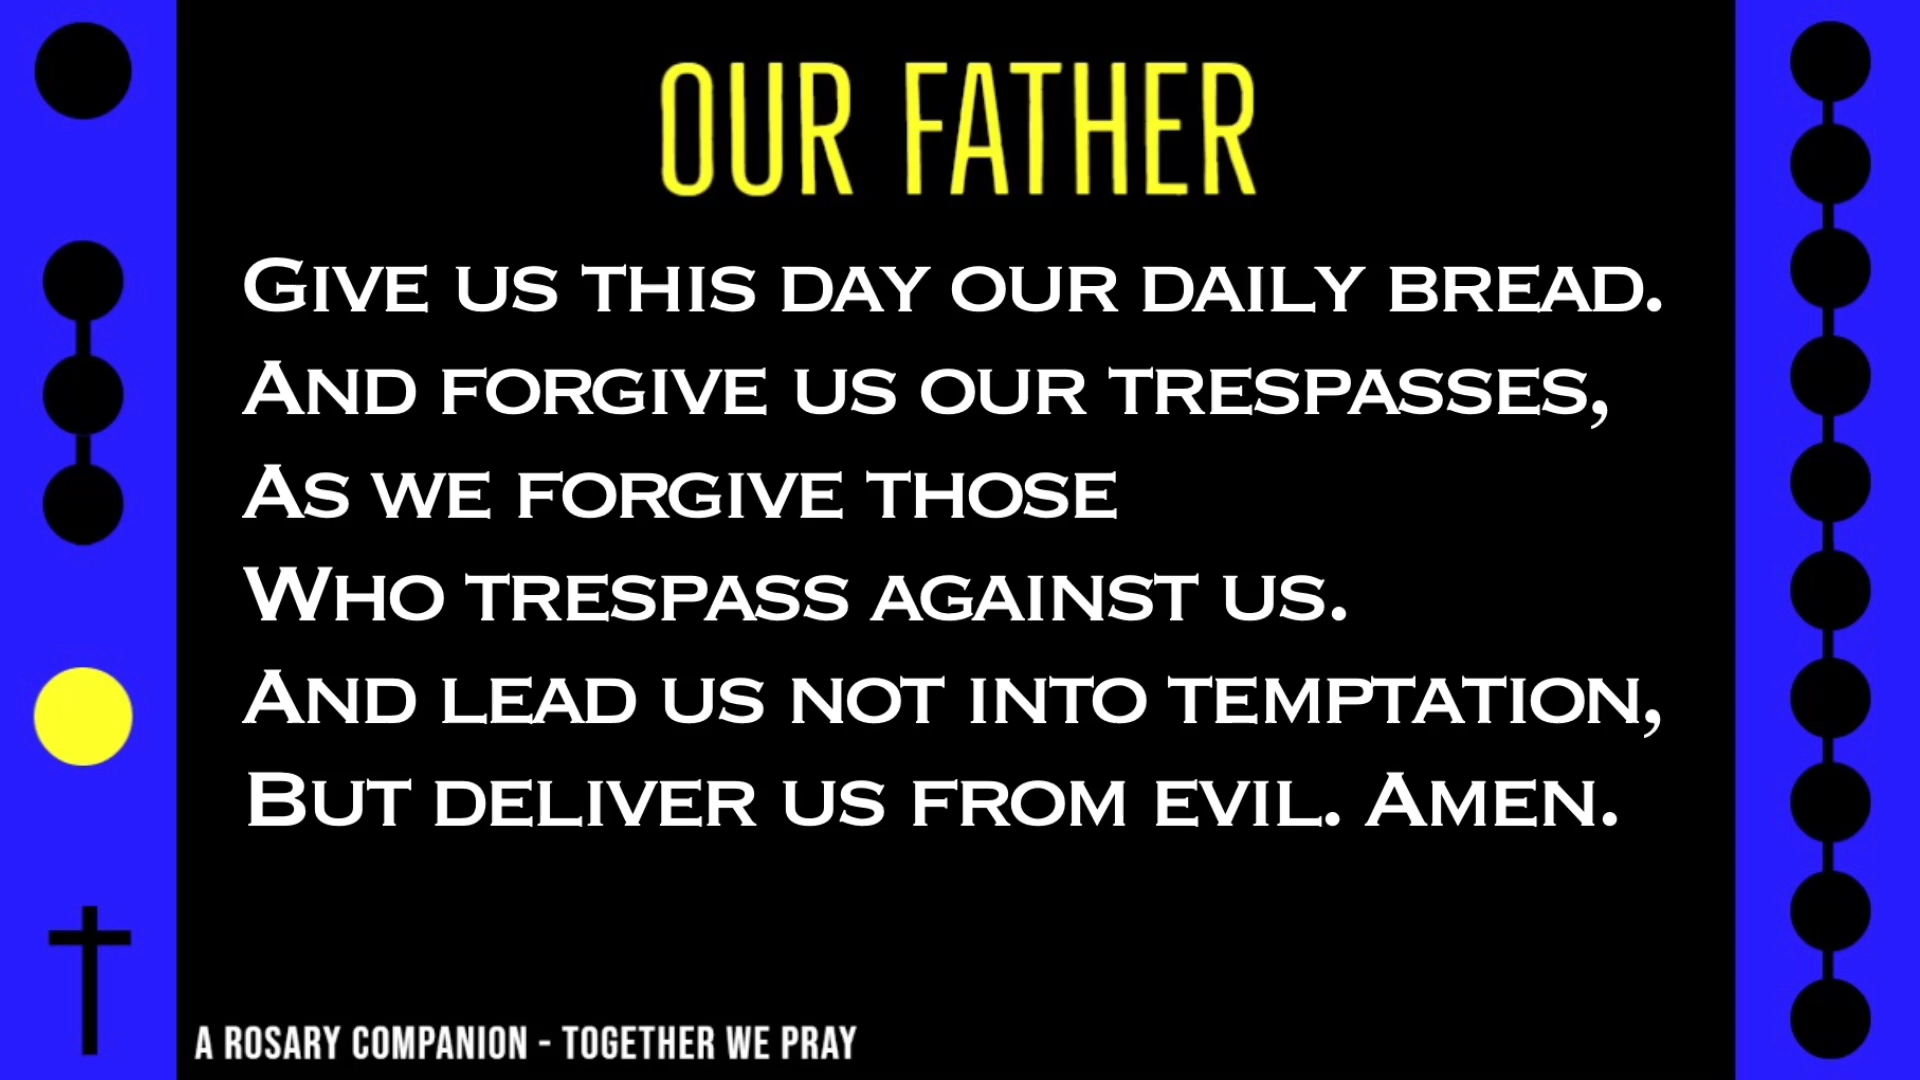 OUR FATHER
GIVE US THIS DAY OUR DAILY BREAD.
AND FORGIVE US OUR TRESPASSES,
AS WE FORGIVE THOSE
WHO TRESPASS AGAINST US.
AND LEAD US NOT INTO TEMPTATION,
BUT DELIVER US FROM EVIL. AMEN.
A ROSARY COMPANION - TOGETHER WE PRAY